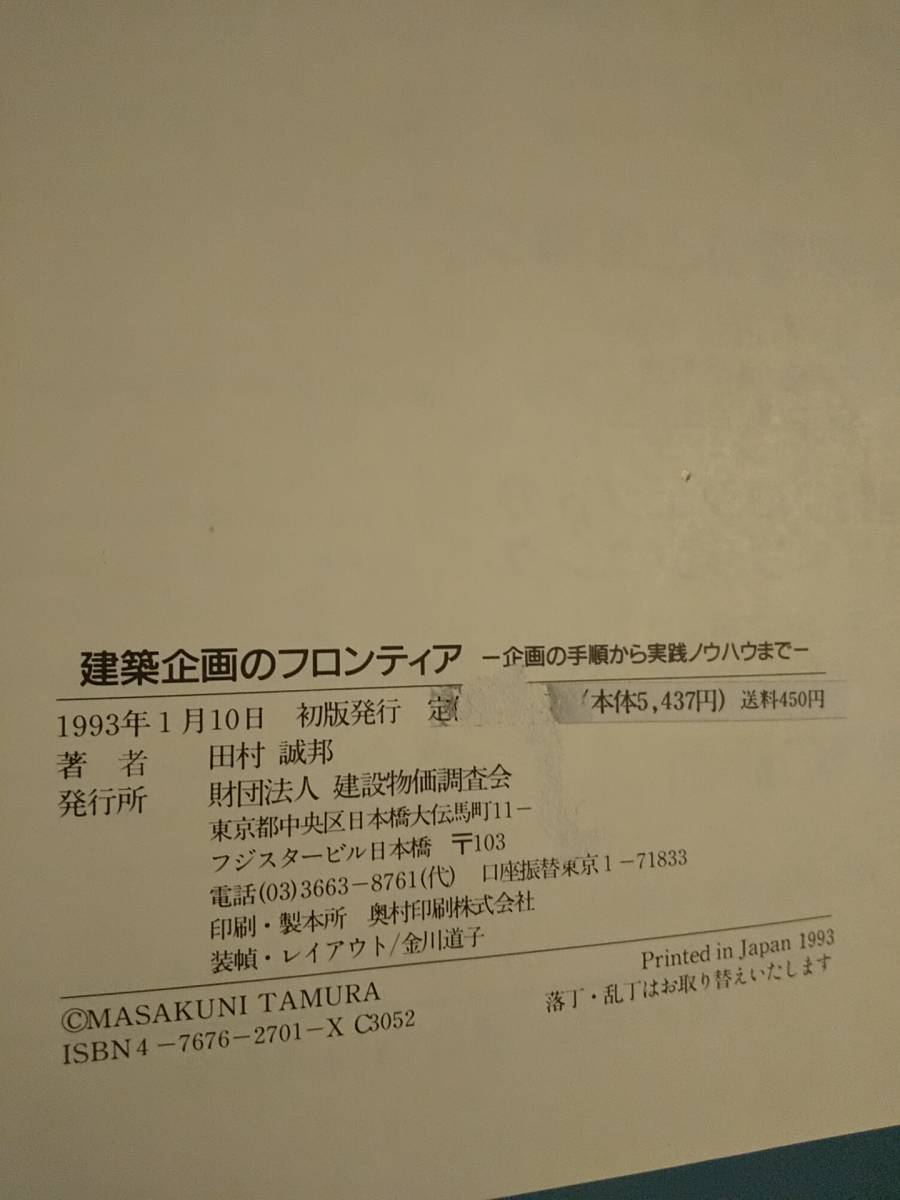 建築企画のフロンティア －企画の手順から実践ノウハウまで－
1993年1月10日 初版発行 定 (本体5,437円) 送料450円
著 者 田村 誠邦
発行所 財団法人 建設物価調査会
東京都中央区日本橋大伝馬町11－
フジスタービル日本橋 〒103
電話(03)3663－8761(代) 口座振替東京1－71833
印刷・製本所 奥村印刷株式会社
装幀・レイアウト/金川道子
Printed in Japan 1993
©MASAKUNI TAMURA
落丁・乱丁はお取り替えいたします
ISBN4－7676－2701－X C3052